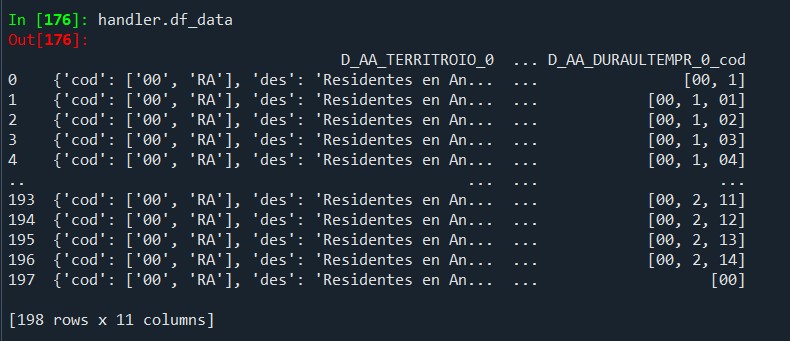 In [176]: handler.df_data
Out[176]:
D_AA_TERRITROIO_0 ... D_AA_DURAULTEMPR_0_cod
0 {'cod': ['00', 'RA'], 'des': 'Residentes en An... ... [00, 1]
1 {'cod': ['00', 'RA'], 'des': 'Residentes en An... ... [00, 1, 01]
2 {'cod': ['00', 'RA'], 'des': 'Residentes en An... ... [00, 1, 02]
3 {'cod': ['00', 'RA'], 'des': 'Residentes en An... ... [00, 1, 03]
4 {'cod': ['00', 'RA'], 'des': 'Residentes en An... ... [00, 1, 04]
.. ... ... ...
193 {'cod': ['00', 'RA'], 'des': 'Residentes en An... ... [00, 2, 11]
194 {'cod': ['00', 'RA'], 'des': 'Residentes en An... ... [00, 2, 12]
195 {'cod': ['00', 'RA'], 'des': 'Residentes en An... ... [00, 2, 13]
196 {'cod': ['00', 'RA'], 'des': 'Residentes en An... ... [00, 2, 14]
197 {'cod': ['00', 'RA'], 'des': 'Residentes en An... ... [00]
[198 rows x 11 columns]